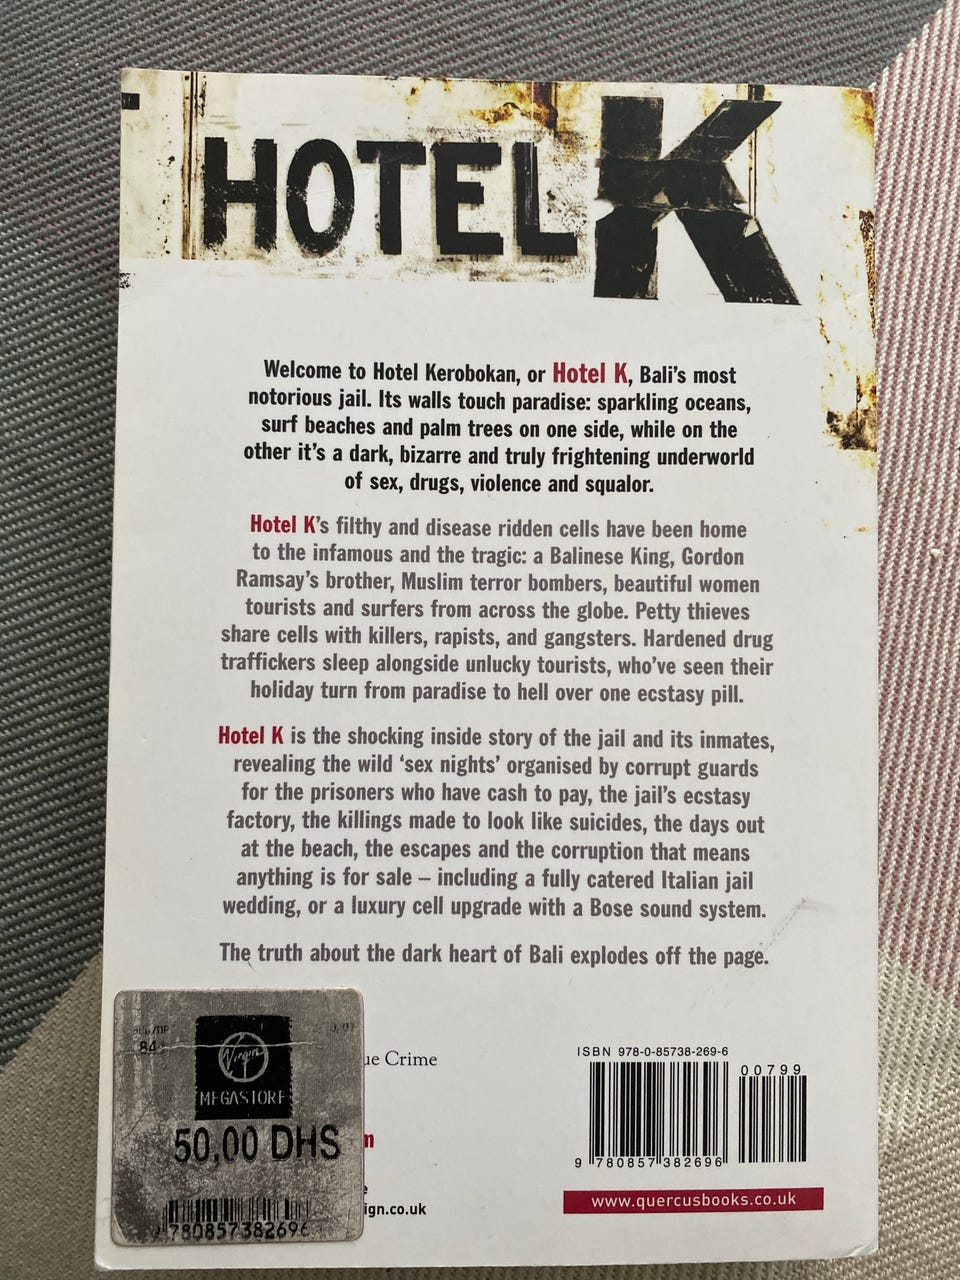 HOTEL K
Welcome to Hotel Kerobokan, or Hotel K, Bali's most
notorious jail. Its walls touch paradise: sparkling oceans,
surf beaches and palm trees on one side, while on the
other it's a dark, bizarre and truly frightening underworld
of sex, drugs, violence and squalor.
Hotel K's filthy and disease ridden cells have been home
to the infamous and the tragic: a Balinese King, Gordon
Ramsay's brother, Muslim terror bombers, beautiful women
tourists and surfers from across the globe. Petty thieves
share cells with killers, rapists, and gangsters. Hardened drug
traffickers sleep alongside unlucky tourists, who've seen their
holiday turn from paradise to hell over one ecstasy pill.
Hotel K is the shocking inside story of the jail and its inmates,
revealing the wild 'sex nights' organised by corrupt guards
for the prisoners who have cash to pay, the jail's ecstasy
factory, the killings made to look like suicides, the days out
at the beach, the escapes and the corruption that means
anything is for sale – including a fully catered Italian jail
wedding, or a luxury cell upgrade with a Bose sound system.
The truth about the dark heart of Bali explodes off the page.
84
Virgin
MEGASTORE
50,00 DHS
9780857382696
ue Crime
m
e
ign.co.uk
ISBN 978-0-85738-269-6
00799
9 780857 382696
www.quercusbooks.co.uk